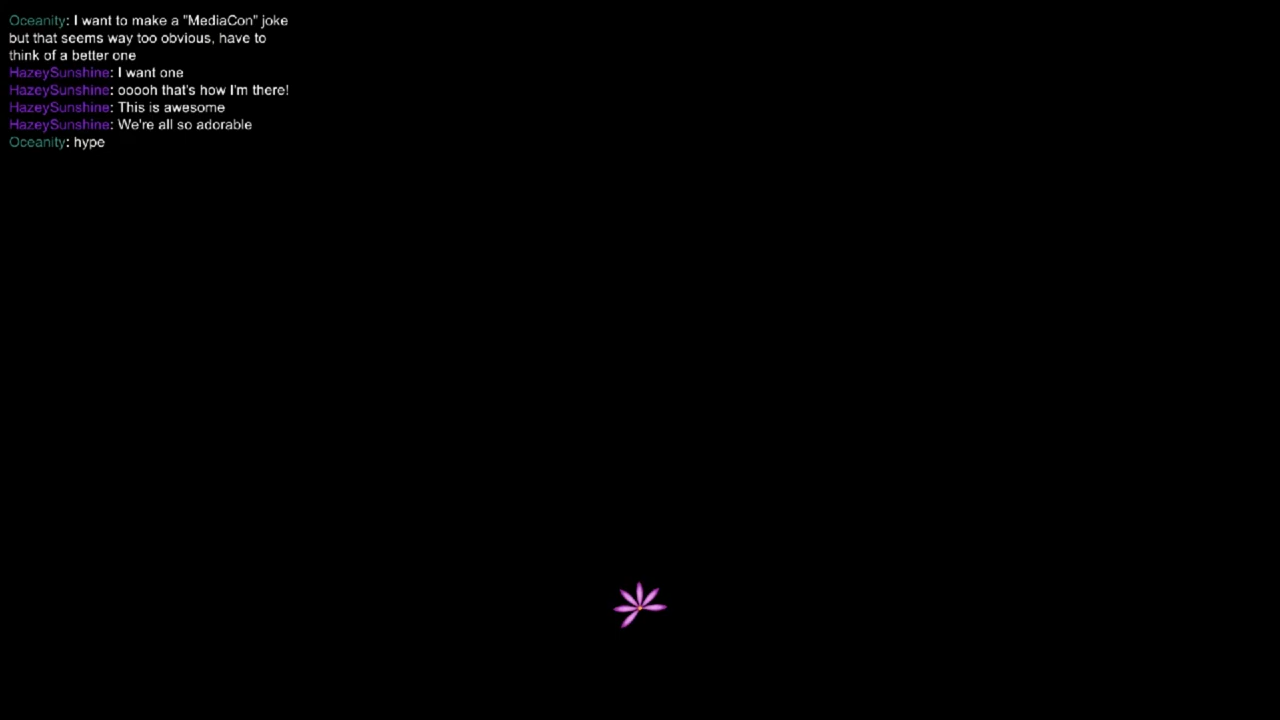 Oceanity: I want to make a "MediaCon" joke
but that seems way too obvious, have to
think of a better one
HazeySunshine: I want one
HazeySunshine: ooooh that's how I'm there!
HazeySunshine: This is awesome
HazeySunshine: We're all so adorable
Oceanity: hype